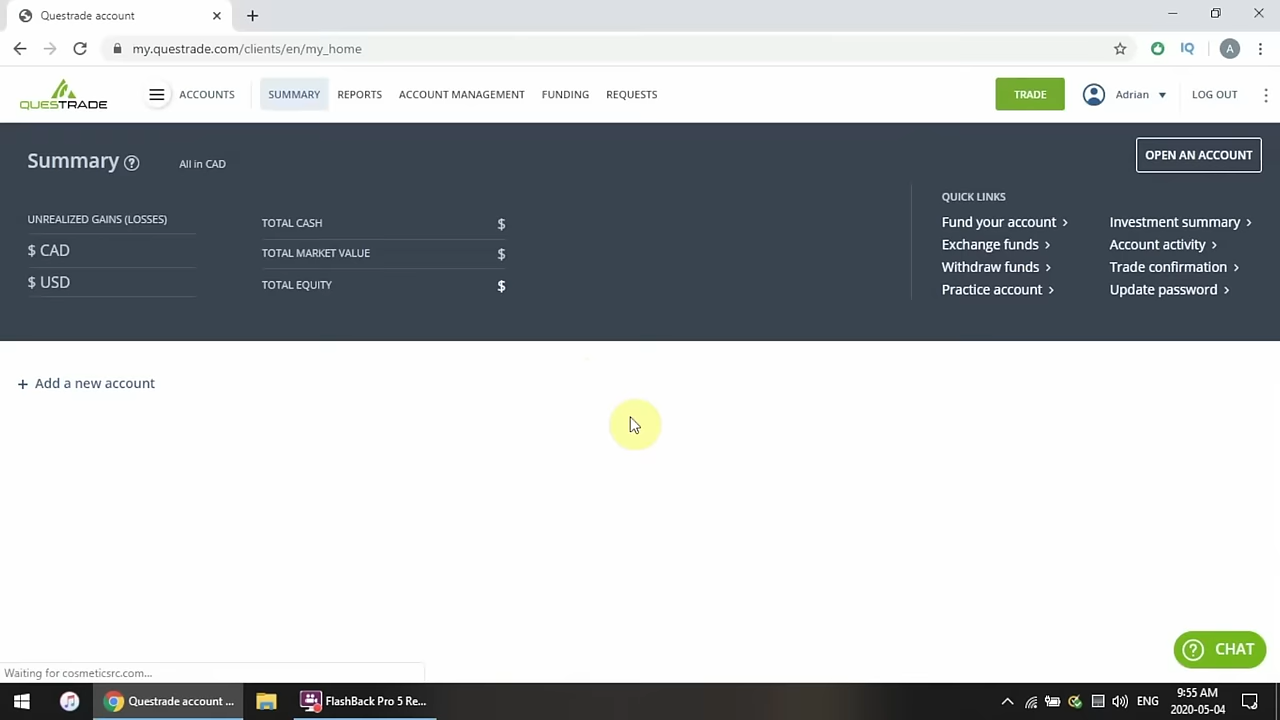 Questrade account
my.questrade.com/clients/en/my_home
IQ
A
QUESTRADE
ACCOUNTS
SUMMARY
REPORTS
ACCOUNT MANAGEMENT
FUNDING
REQUESTS
TRADE
Adrian
LOG OUT
Summary ?
All in CAD
OPEN AN ACCOUNT
UNREALIZED GAINS (LOSSES)
$ CAD
$ USD
TOTAL CASH $
TOTAL MARKET VALUE $
TOTAL EQUITY $
QUICK LINKS
Fund your account >
Exchange funds >
Withdraw funds >
Practice account >
Investment summary >
Account activity >
Trade confirmation >
Update password >
+ Add a new account
? CHAT
Waiting for cosmeticsrc.com...
Questrade account ...
FlashBack Pro 5 Re...
ENG
9:55 AM
2020-05-04